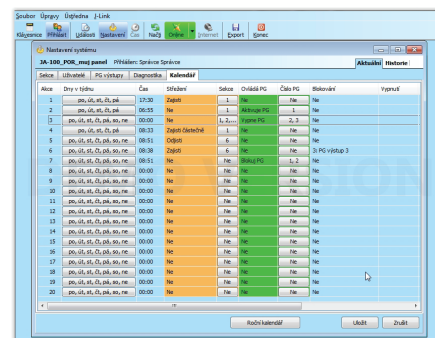 Soubor Úpravy Ústředna J-Link
Klávesnice Přihlásit Události Nastavení Čas Načti Online Internet Export Konec
Nastavení systému
JA-100_POR_muj panel Přihlášen: Správce Správce Aktuální Historie
Sekce Uživatelé PG výstupy Diagnostika Kalendář
Akce Dny v týdnu Čas Střežení Sekce Ovládá PG Číslo PG Blokování Vypnutí
1 po, út, st, čt, pá 17:30 Zajisti 1 Ne Ne Ne
2 po, út, st, čt, pá 06:55 Ne 1 Aktivuje PG 1 Ne
3 po, út, st, čt, pá, so, ne 00:00 Ne 1, 2,... Vypne PG 2, 3 Ne
4 po, út, st, čt, pá 08:33 Zajisti částečně 1 Ne Ne Ne
5 po, út, st, čt, pá, so, ne 08:51 Odjisti 6 Ne Ne Ne
6 po, út, st, čt, pá, so, ne 08:38 Zajisti 6 Ne Ne 3: PG výstup 3
7 po, út, st, čt, pá, so, ne 08:51 Ne Ne Blokuj PG 1, 2 Ne
8 po, út, st, čt, pá, so, ne 00:00 Ne Ne Ne Ne Ne
9 po, út, st, čt, pá, so, ne 00:00 Ne Ne Ne Ne Ne
10 po, út, st, čt, pá, so, ne 00:00 Ne Ne Ne Ne Ne
11 po, út, st, čt, pá, so, ne 00:00 Ne Ne Ne Ne Ne
12 po, út, st, čt, pá, so, ne 00:00 Ne Ne Ne Ne Ne
13 po, út, st, čt, pá, so, ne 00:00 Ne Ne Ne Ne Ne
14 po, út, st, čt, pá, so, ne 00:00 Ne Ne Ne Ne Ne
15 po, út, st, čt, pá, so, ne 00:00 Ne Ne Ne Ne Ne
16 po, út, st, čt, pá, so, ne 00:00 Ne Ne Ne Ne Ne
17 po, út, st, čt, pá, so, ne 00:00 Ne Ne Ne Ne Ne
18 po, út, st, čt, pá, so, ne 00:00 Ne Ne Ne Ne Ne
19 po, út, st, čt, pá, so, ne 00:00 Ne Ne Ne Ne Ne
20 po, út, st, čt, pá, so, ne 00:00 Ne Ne Ne Ne Ne
Roční kalendář Uložit Zrušit